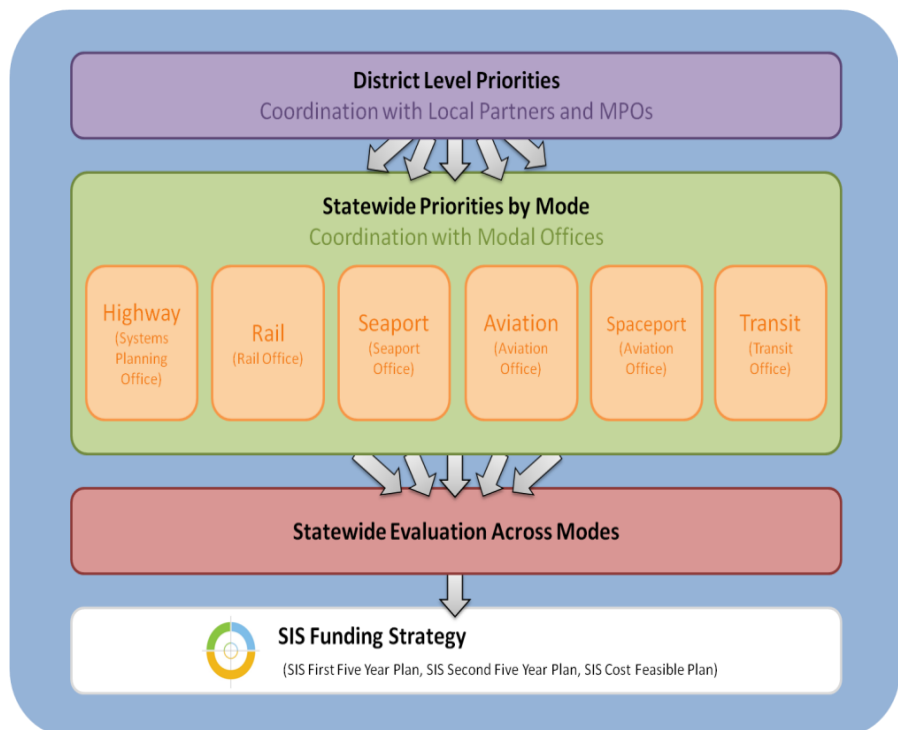 District Level Priorities
Coordination with Local Partners and MPOs
Statewide Priorities by Mode
Coordination with Modal Offices
Highway
(Systems
Planning
Office)
Rail
(Rail Office)
Seaport
(Seaport
Office)
Aviation
(Aviation
Office)
Spaceport
(Aviation
Office)
Transit
(Transit
Office)
Statewide Evaluation Across Modes
SIS Funding Strategy
(SIS First Five Year Plan, SIS Second Five Year Plan, SIS Cost Feasible Plan)